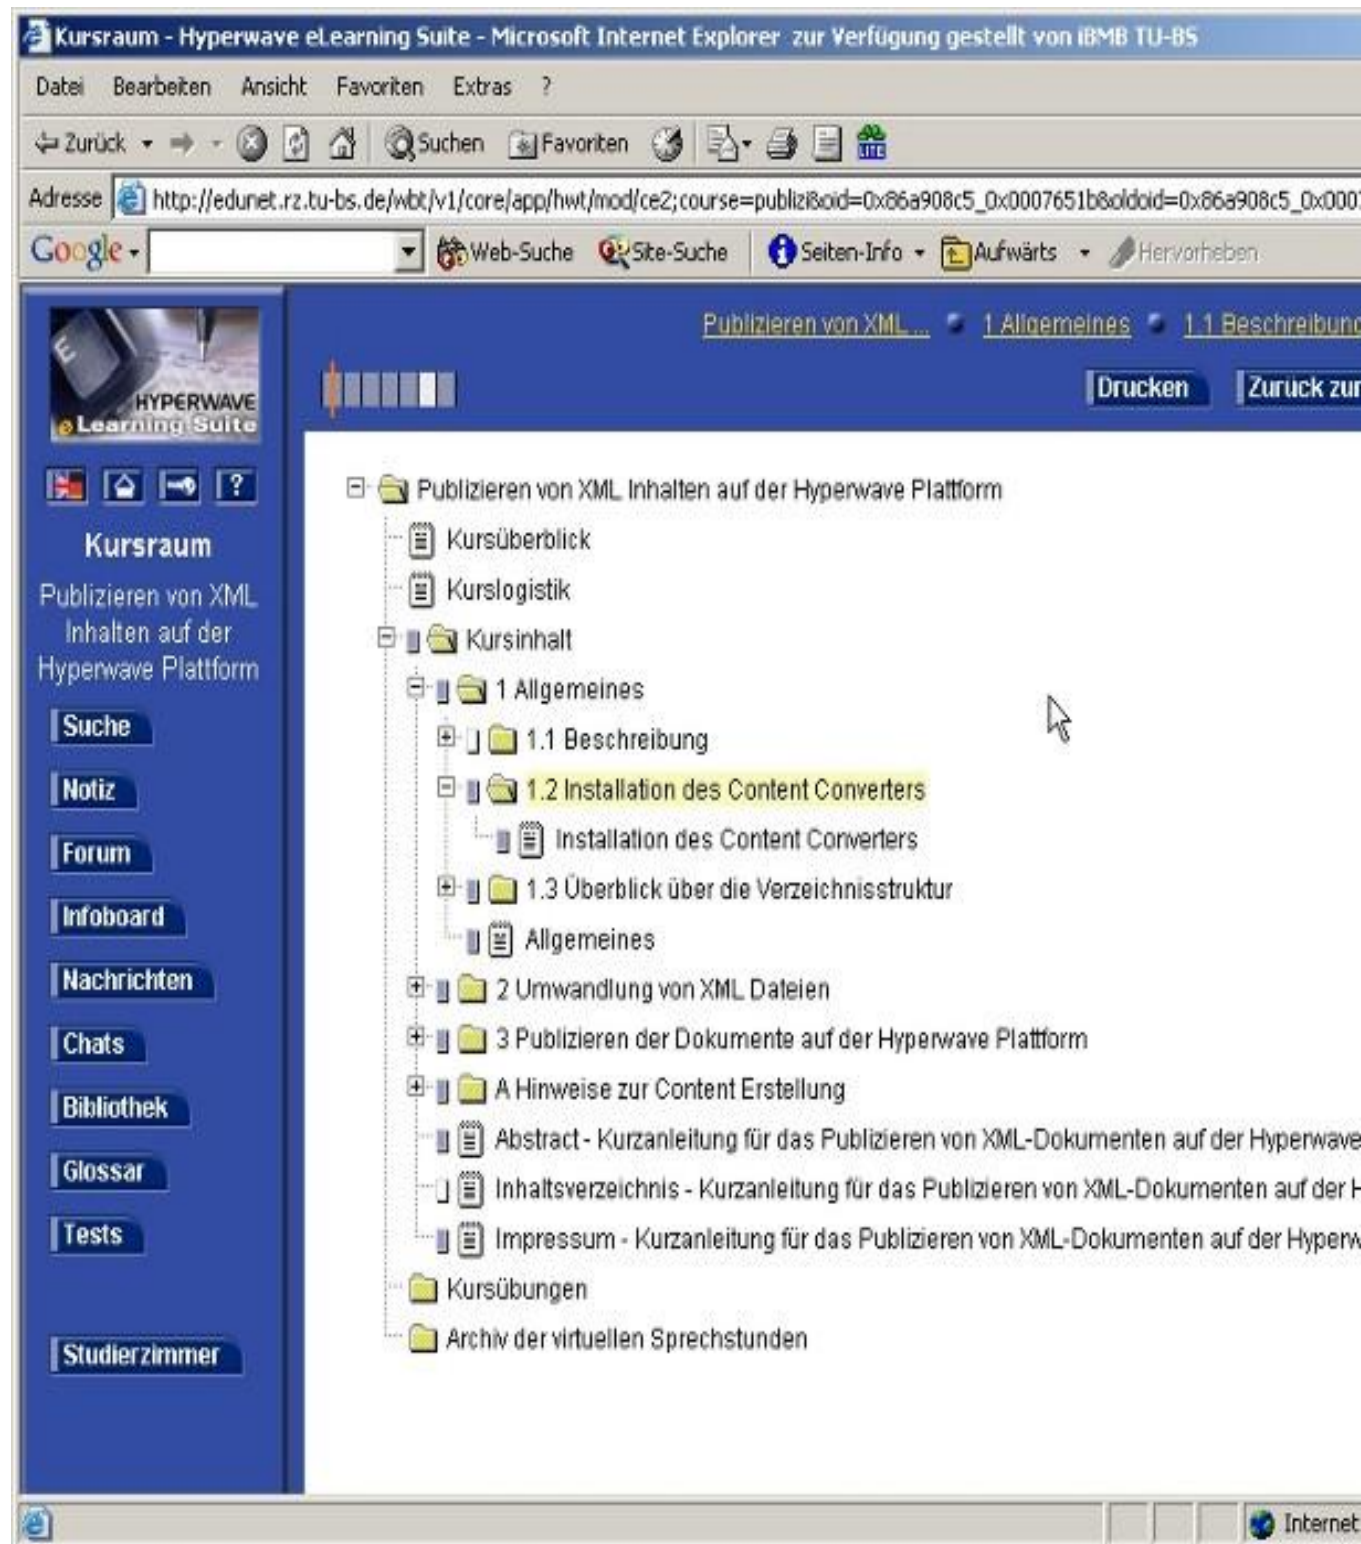 Kursraum - Hyperwave eLearning Suite - Microsoft Internet Explorer zur Verfügung gestellt von iBMB TU-BS
Datei Bearbeiten Ansicht Favoriten Extras ?
Zurück Suchen Favoriten LITE
Adresse http://edunet.rz.tu-bs.de/wbt/v1/core/app/hwt/mod/ce2;course=publizi&oid=0x86a908c5_0x0007651b&oldoid=0x86a908c5_0x000
Google Web-Suche Site-Suche Seiten-Info Aufwärts Hervorheben
Publizieren von XML ... 1 Allgemeines 1.1 Beschreibung
Drucken Zurück zur
E
HYPERWAVE
eLearning Suite
?
Kursraum
Publizieren von XML
Inhalten auf der
Hyperwave Plattform
Suche
Notiz
Forum
Infoboard
Nachrichten
Chats
Bibliothek
Glossar
Tests
Studierzimmer
Publizieren von XML Inhalten auf der Hyperwave Plattform
Kursüberblick
Kurslogistik
Kursinhalt
1 Allgemeines
1.1 Beschreibung
1.2 Installation des Content Converters
Installation des Content Converters
1.3 Überblick über die Verzeichnisstruktur
Allgemeines
2 Umwandlung von XML Dateien
3 Publizieren der Dokumente auf der Hyperwave Plattform
A Hinweise zur Content Erstellung
Abstract - Kurzanleitung für das Publizieren von XML-Dokumenten auf der Hyperwave
Inhaltsverzeichnis - Kurzanleitung für das Publizieren von XML-Dokumenten auf der H
Impressum - Kurzanleitung für das Publizieren von XML-Dokumenten auf der Hyperw
Kursübungen
Archiv der virtuellen Sprechstunden
Internet